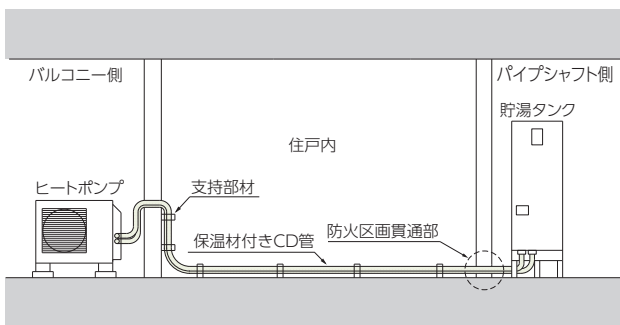 バルコニー側
パイプシャフト側
貯湯タンク
住戸内
ヒートポンプ
支持部材
保温材付きCD管
防火区画貫通部